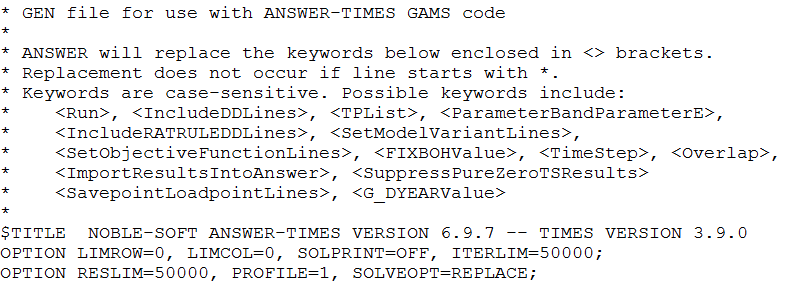 * GEN file for use with ANSWER-TIMES GAMS code
*
* ANSWER will replace the keywords below enclosed in <> brackets.
* Replacement does not occur if line starts with *.
* Keywords are case-sensitive. Possible keywords include:
*    <Run>, <IncludeDDLines>, <TPList>, <ParameterBandParameterE>,
*    <IncludeRATRULEDDLines>, <SetModelVariantLines>,
*    <SetObjectiveFunctionLines>, <FIXBOHValue>, <TimeStep>, <Overlap>,
*    <ImportResultsIntoAnswer>, <SuppressPureZeroTSResults>
*    <SavepointLoadpointLines>, <G_DYEARValue>
*
$TITLE  NOBLE-SOFT ANSWER-TIMES VERSION 6.9.7 -- TIMES VERSION 3.9.0
OPTION LIMROW=0, LIMCOL=0, SOLPRINT=OFF, ITERLIM=50000;
OPTION RESLIM=50000, PROFILE=1, SOLVEOPT=REPLACE;